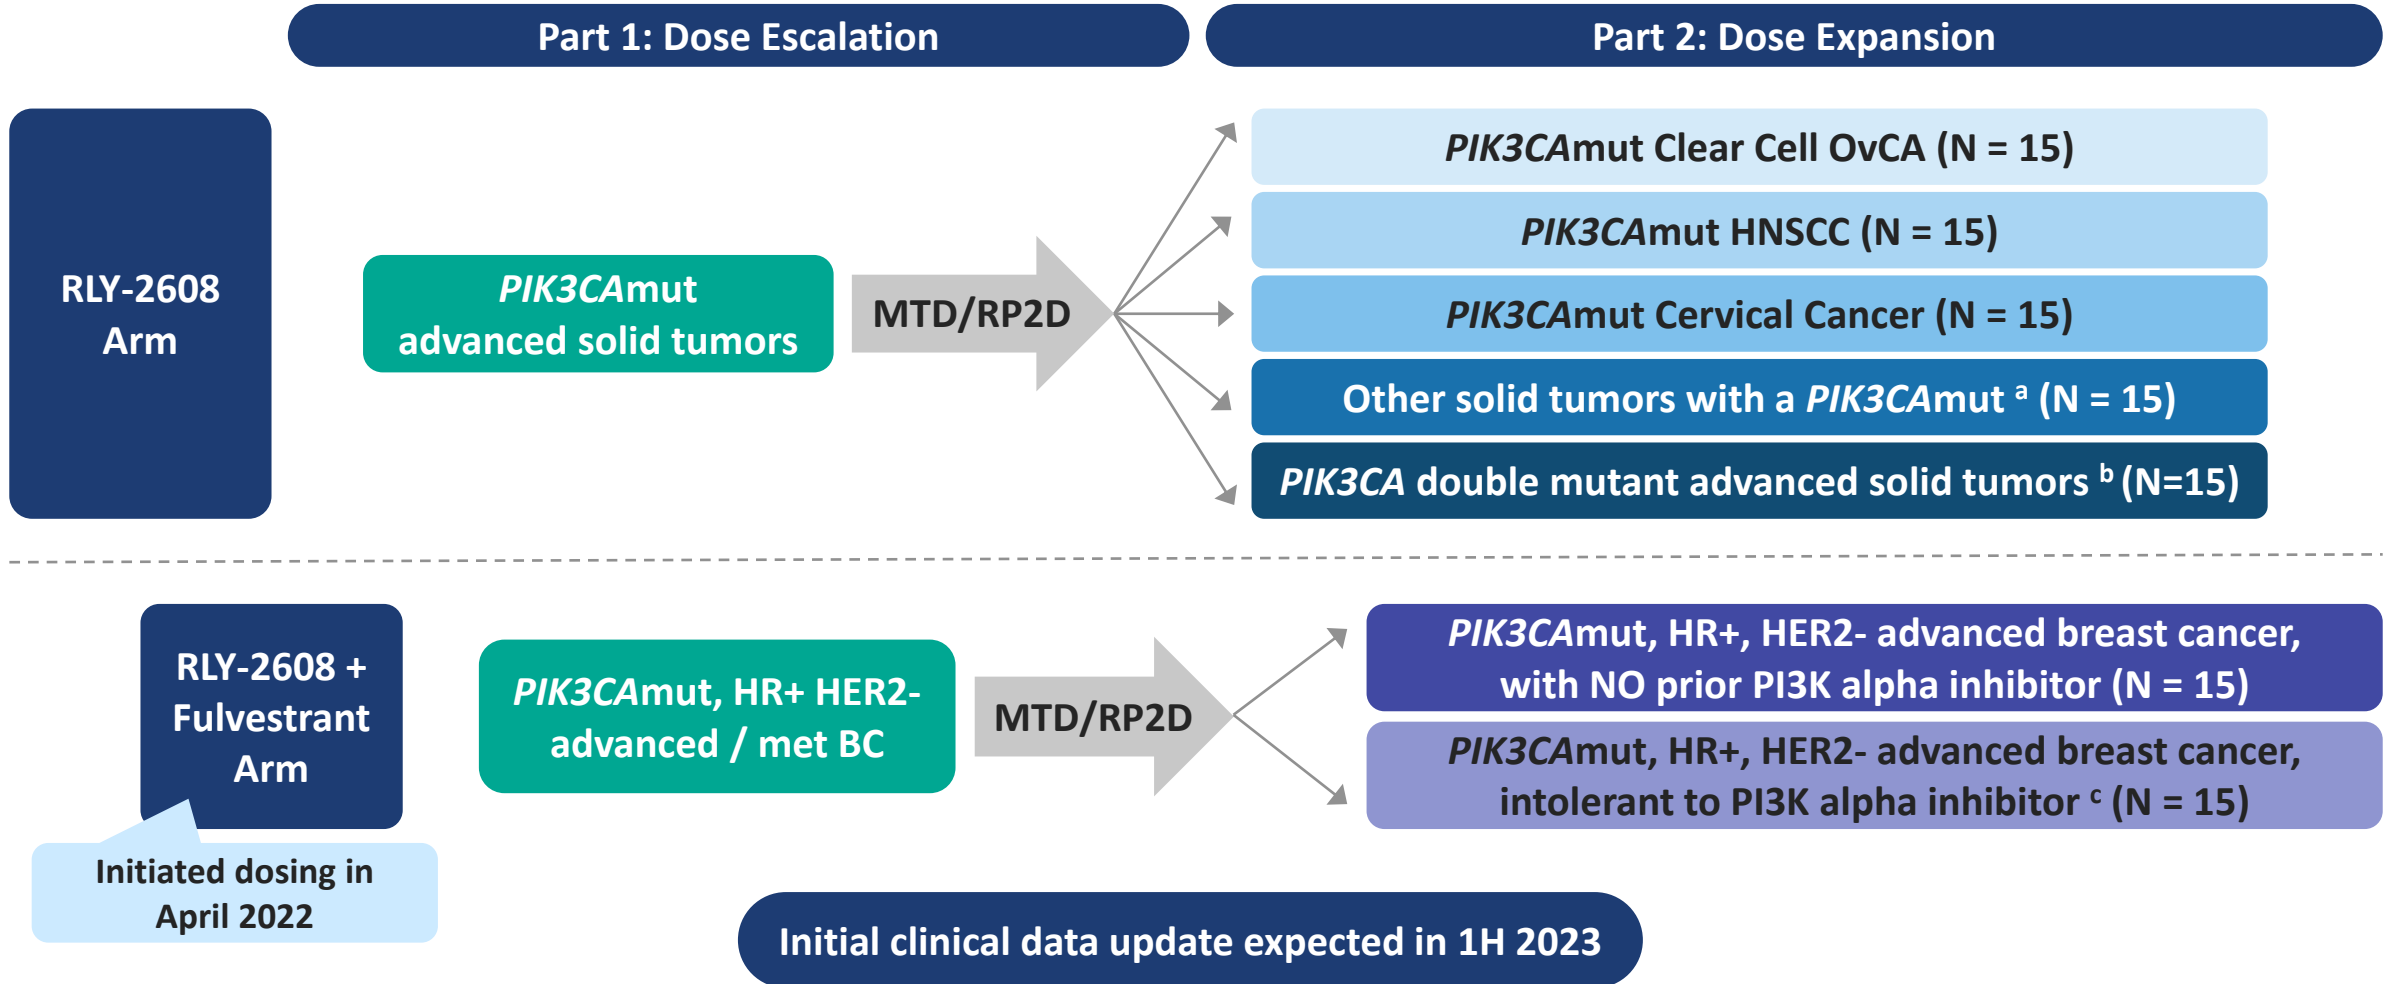 Part 1: Dose Escalation
Part 2: Dose Expansion
RLY-2608
Arm
PIK3CAmut
advanced solid tumors
MTD/RP2D
PIK3CAmut Clear Cell OvCA (N = 15)
PIK3CAmut HNSCC (N = 15)
PIK3CAmut Cervical Cancer (N = 15)
Other solid tumors with a PIK3CAmut a (N = 15)
PIK3CA double mutant advanced solid tumors b (N=15)
RLY-2608 +
Fulvestrant
Arm
Initiated dosing in
April 2022
PIK3CAmut, HR+ HER2-
advanced / met BC
MTD/RP2D
PIK3CAmut, HR+, HER2- advanced breast cancer,
with NO prior PI3K alpha inhibitor (N = 15)
PIK3CAmut, HR+, HER2- advanced breast cancer,
intolerant to PI3K alpha inhibitor c (N = 15)
Initial clinical data update expected in 1H 2023